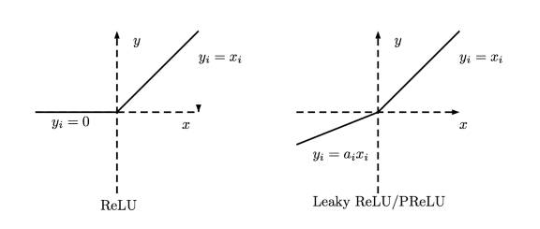 y
y_i = x_i
y_i = 0
x
ReLU
y
y_i = x_i
x
y_i = a_i x_i
Leaky ReLU/PReLU